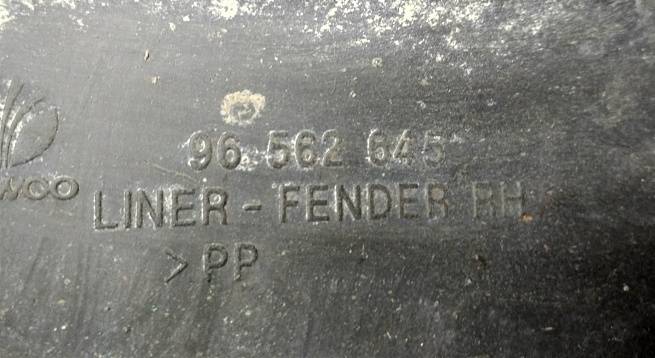 96 562 645
WOO
LINER - FENDER RH
>PP